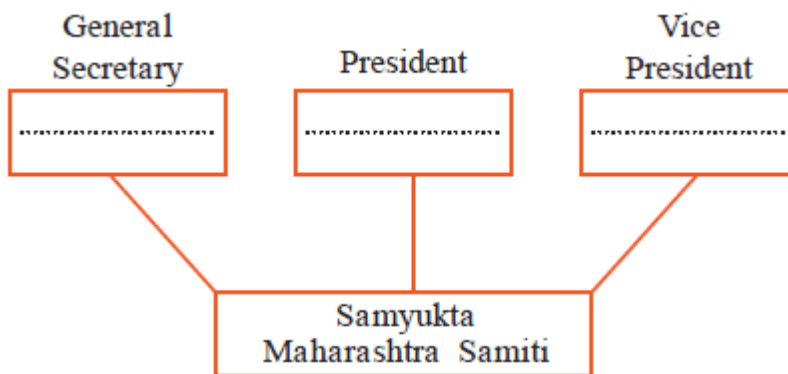 General
Secretary
President
Vice
President
Samyukta
Maharashtra Samiti